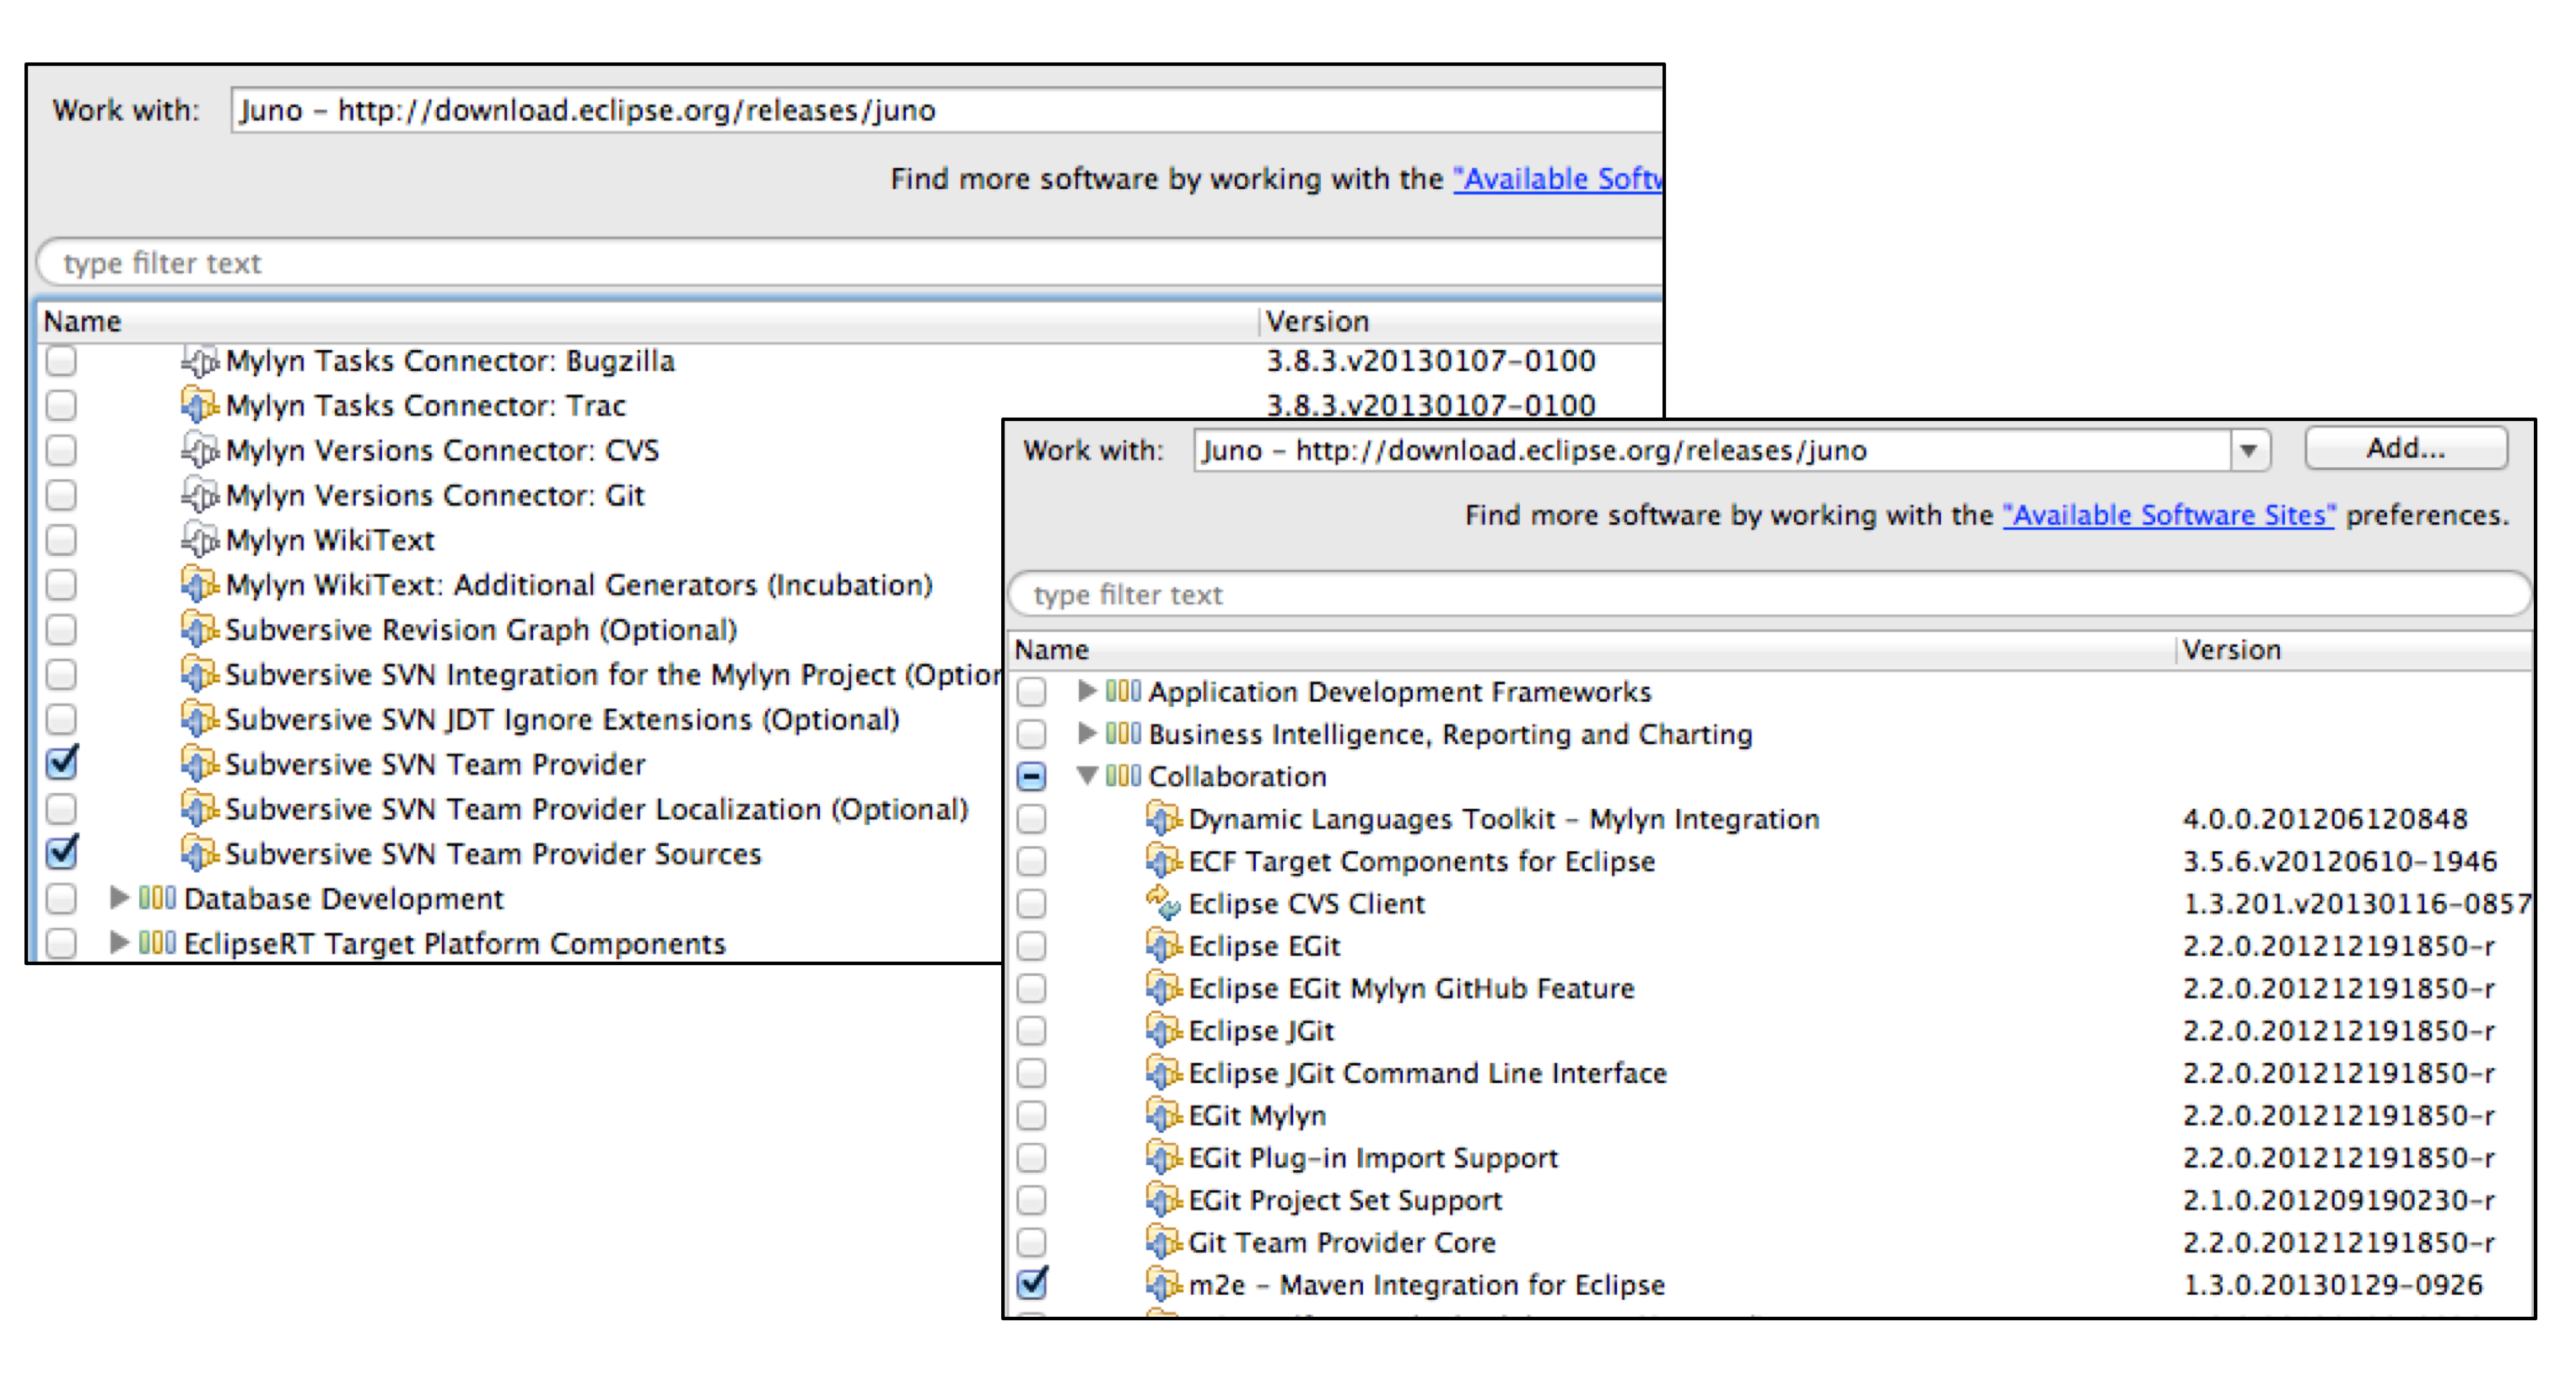 Work with: Juno – http://download.eclipse.org/releases/juno
Find more software by working with the "Available Softw
type filter text
Name Version
Mylyn Tasks Connector: Bugzilla 3.8.3.v20130107-0100
Mylyn Tasks Connector: Trac 3.8.3.v20130107-0100
Mylyn Versions Connector: CVS
Mylyn Versions Connector: Git
Mylyn WikiText
Mylyn WikiText: Additional Generators (Incubation)
Subversive Revision Graph (Optional)
Subversive SVN Integration for the Mylyn Project (Option
Subversive SVN JDT Ignore Extensions (Optional)
Subversive SVN Team Provider
Subversive SVN Team Provider Localization (Optional)
Subversive SVN Team Provider Sources
Database Development
EclipseRT Target Platform Components
Work with: Juno – http://download.eclipse.org/releases/juno Add...
Find more software by working with the "Available Software Sites" preferences.
type filter text
Name Version
Application Development Frameworks
Business Intelligence, Reporting and Charting
Collaboration
Dynamic Languages Toolkit – Mylyn Integration 4.0.0.201206120848
ECF Target Components for Eclipse 3.5.6.v20120610-1946
Eclipse CVS Client 1.3.201.v20130116-0857
Eclipse EGit 2.2.0.201212191850-r
Eclipse EGit Mylyn GitHub Feature 2.2.0.201212191850-r
Eclipse JGit 2.2.0.201212191850-r
Eclipse JGit Command Line Interface 2.2.0.201212191850-r
EGit Mylyn 2.2.0.201212191850-r
EGit Plug-in Import Support 2.2.0.201212191850-r
EGit Project Set Support 2.1.0.201209190230-r
Git Team Provider Core 2.2.0.201212191850-r
m2e – Maven Integration for Eclipse 1.3.0.20130129-0926